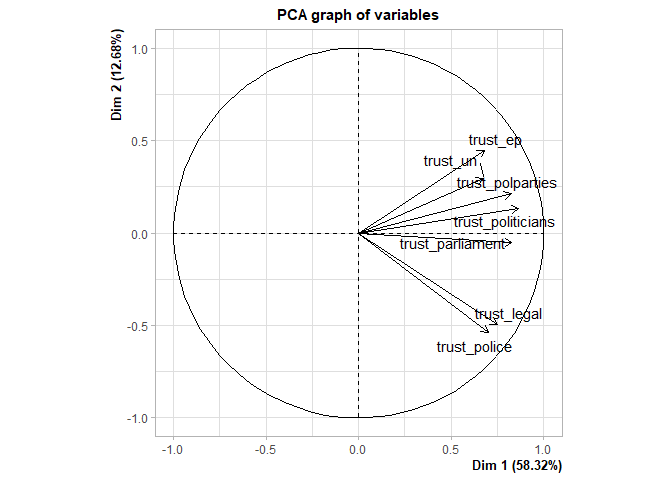 PCA graph of variables
Dim 2 (12.68%)
1.0
0.5
0.0
-0.5
-1.0
trust_ep
trust_un
trust_polparties
trust_politicians
trust_parliament
trust_legal
trust_police
-1.0
-0.5
0.0
0.5
1.0
Dim 1 (58.32%)